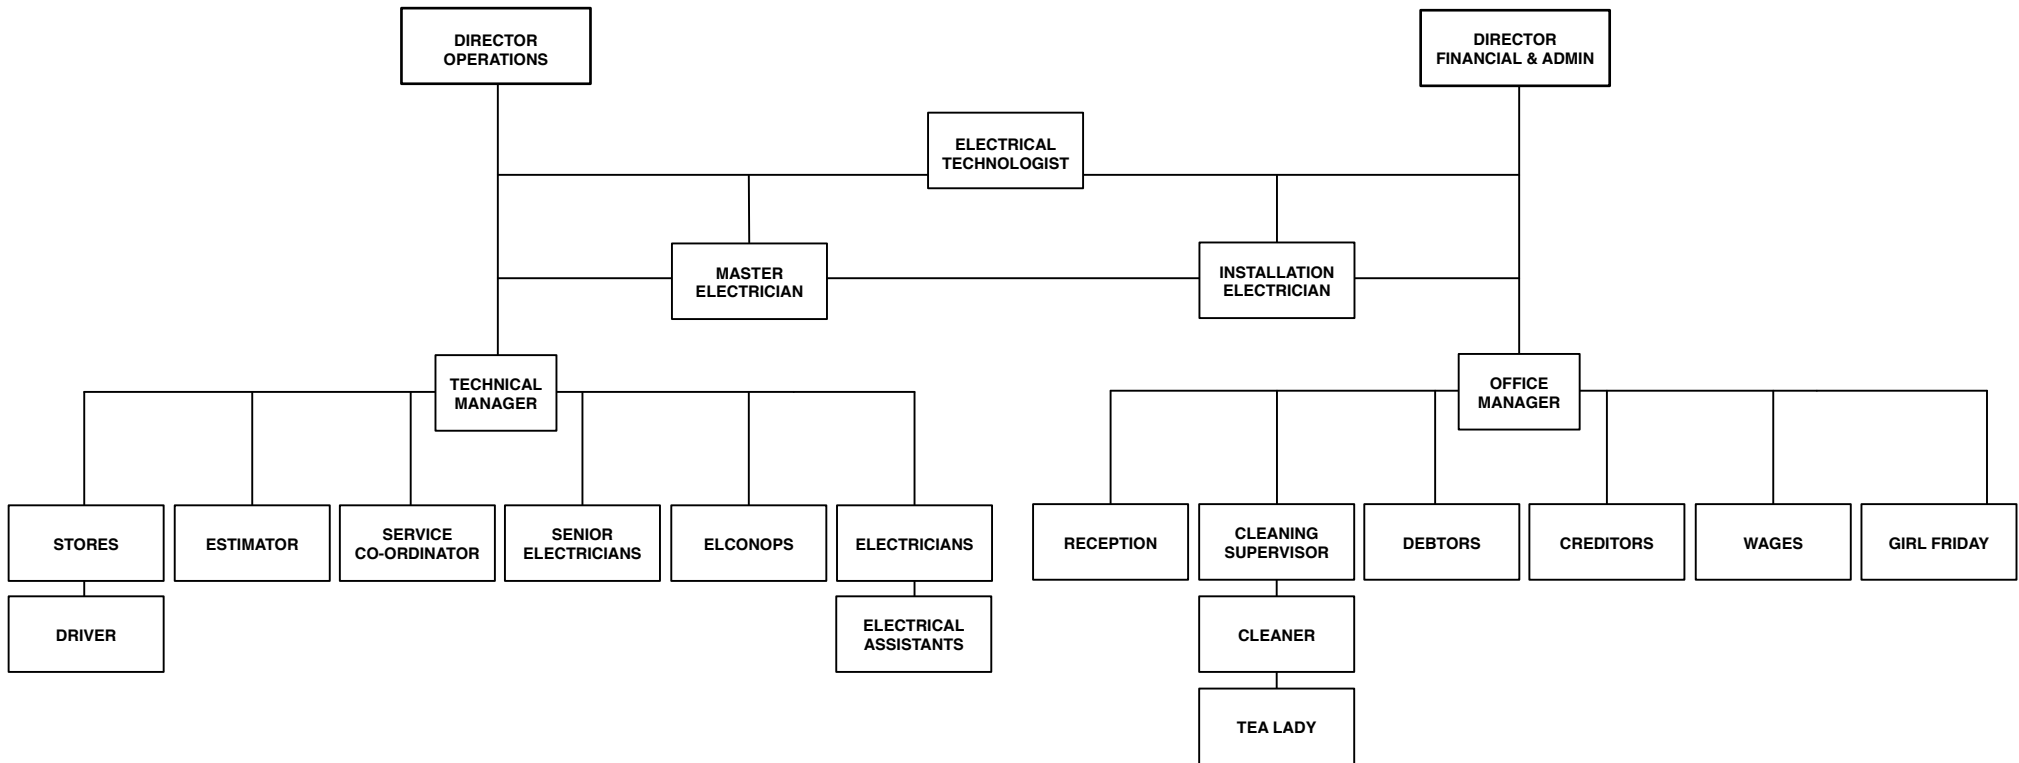 DIRECTOR
OPERATIONS
DIRECTOR
FINANCIAL & ADMIN
ELECTRICAL
TECHNOLOGIST
MASTER
ELECTRICIAN
INSTALLATION
ELECTRICIAN
TECHNICAL
MANAGER
OFFICE
MANAGER
STORES
ESTIMATOR
SERVICE
CO-ORDINATOR
SENIOR
ELECTRICIANS
ELCONOPS
ELECTRICIANS
RECEPTION
CLEANING
SUPERVISOR
DEBTORS
CREDITORS
WAGES
GIRL FRIDAY
DRIVER
ELECTRICAL
ASSISTANTS
CLEANER
TEA LADY